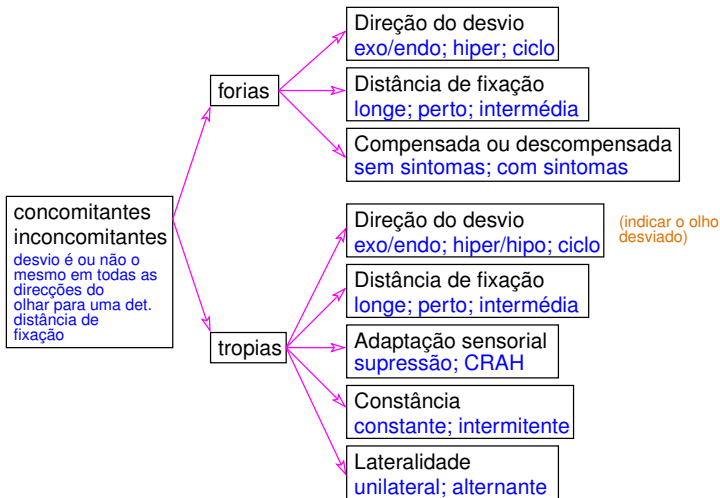 Direção do desvio
exo/endo; hiper; ciclo
forias
Distância de fixação
longe; perto; intermédia
Compensada ou descompensada
sem sintomas; com sintomas
concomitantes
inconcomitantes
desvio é ou não o
mesmo em todas as
direcções do
olhar para uma det.
distância de
fixação
Direção do desvio
exo/endo; hiper/hipo; ciclo
(indicar o olho
desviado)
Distância de fixação
longe; perto; intermédia
tropias
Adaptação sensorial
supressão; CRAH
Constância
constante; intermitente
Lateralidade
unilateral; alternante